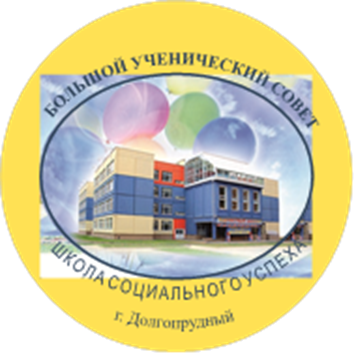 БОЛЬШОЙ УЧЕНИЧЕСКИЙ СОВЕТ
ШКОЛА СОЦИАЛЬНОГО УСПЕХА
г. Долгопрудный